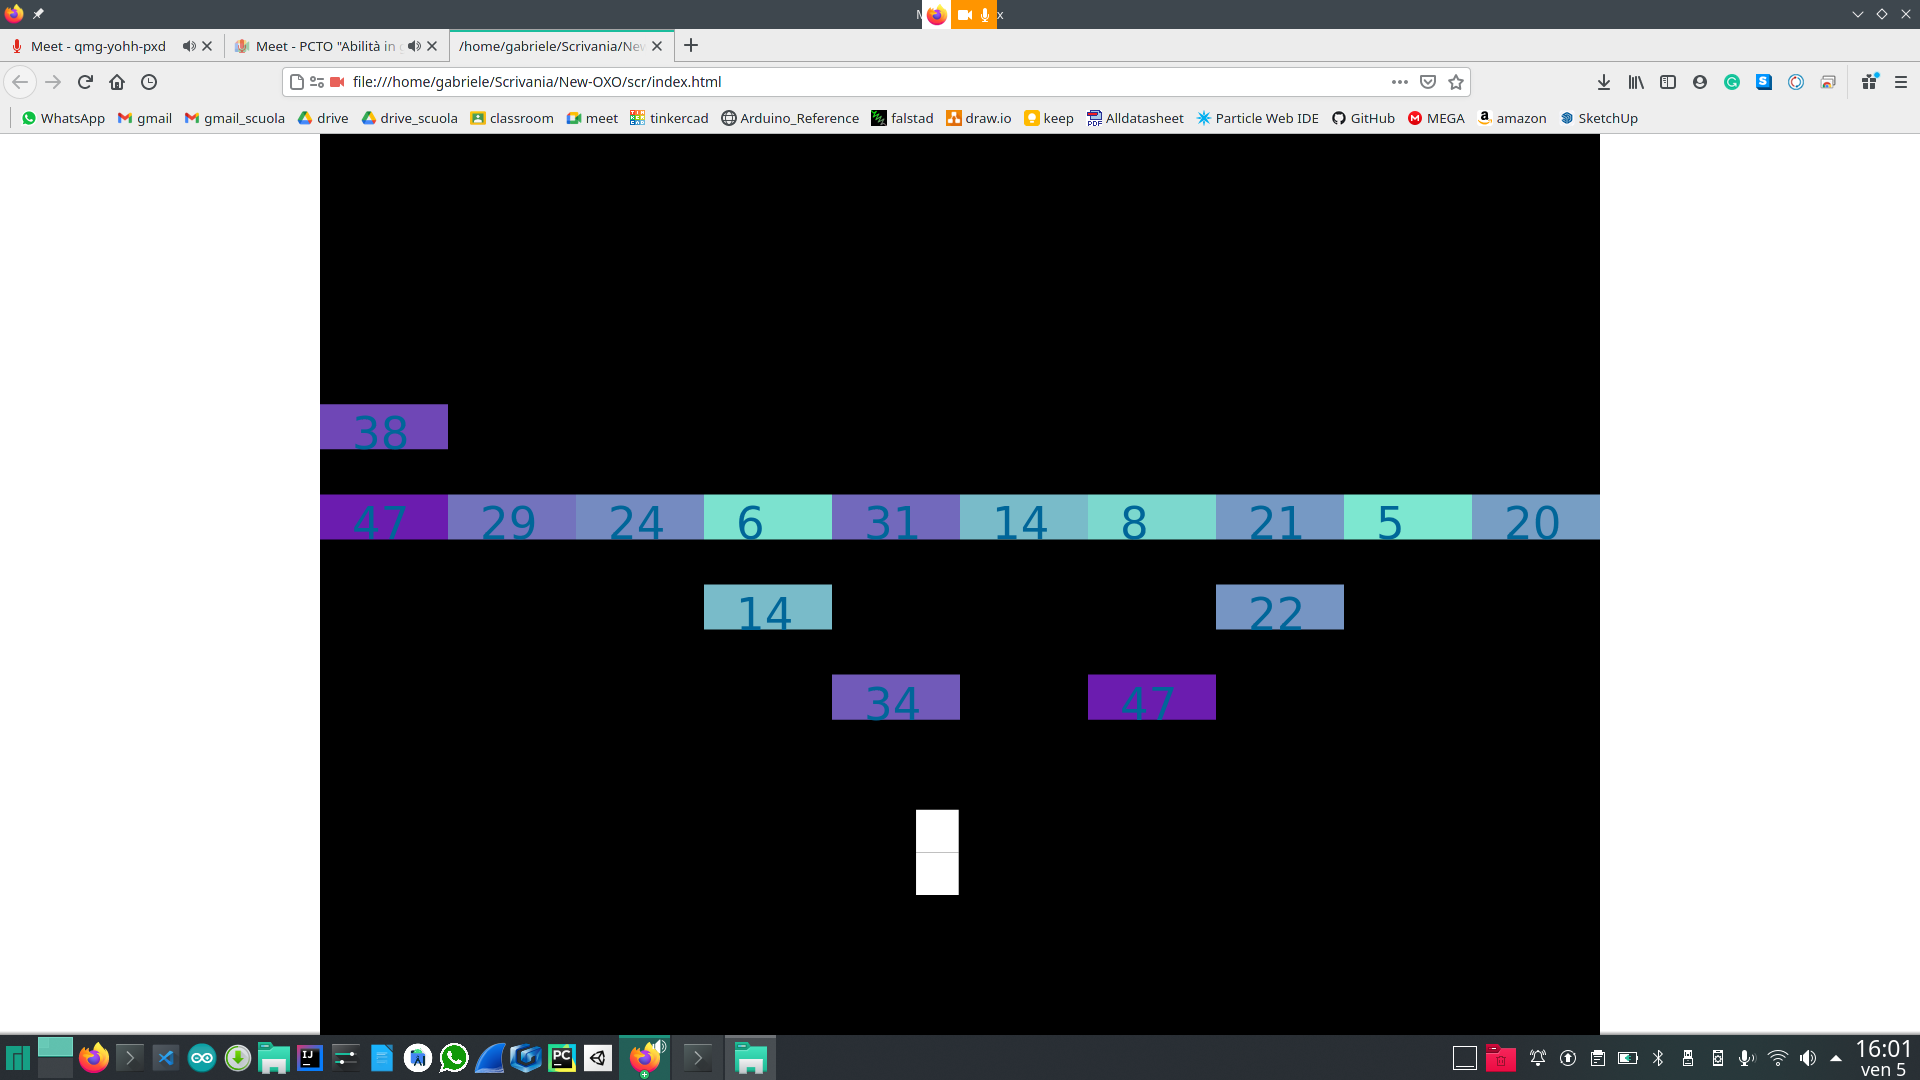 M x
Meet - qmg-yohh-pxd
Meet - PCTO "Abilità in
/home/gabriele/Scrivania/Nev
file:///home/gabriele/Scrivania/New-OXO/scr/index.html
WhatsApp gmail gmail_scuola drive drive_scuola classroom meet tinkercad Arduino_Reference falstad draw.io keep Alldatasheet Particle Web IDE GitHub MEGA amazon SketchUp
38
47 29 24 6 31 14 8 21 5 20
14 22
34 47
16:01
ven 5